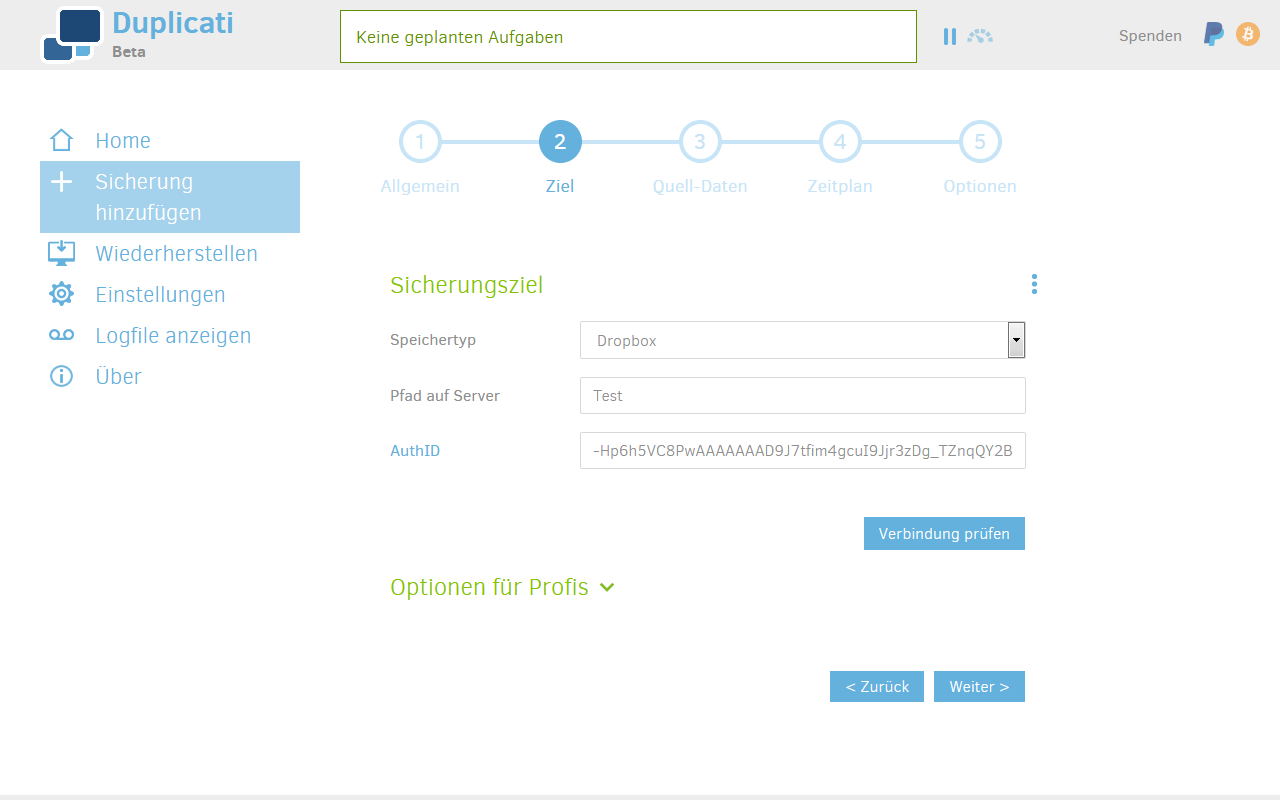 Duplicati
Beta
Keine geplanten Aufgaben
Spenden
Home
Sicherung
hinzufügen
Wiederherstellen
Einstellungen
Logfile anzeigen
Über
1 2 3 4 5
Allgemein Ziel Quell-Daten Zeitplan Optionen
Sicherungsziel
Speichertyp Dropbox
Pfad auf Server Test
AuthID -Hp6h5VC8PwAAAAAAAD9J7tfim4gcuI9Jjr3zDg_TZnqQY2B
Verbindung prüfen
Optionen für Profis
< Zurück Weiter >